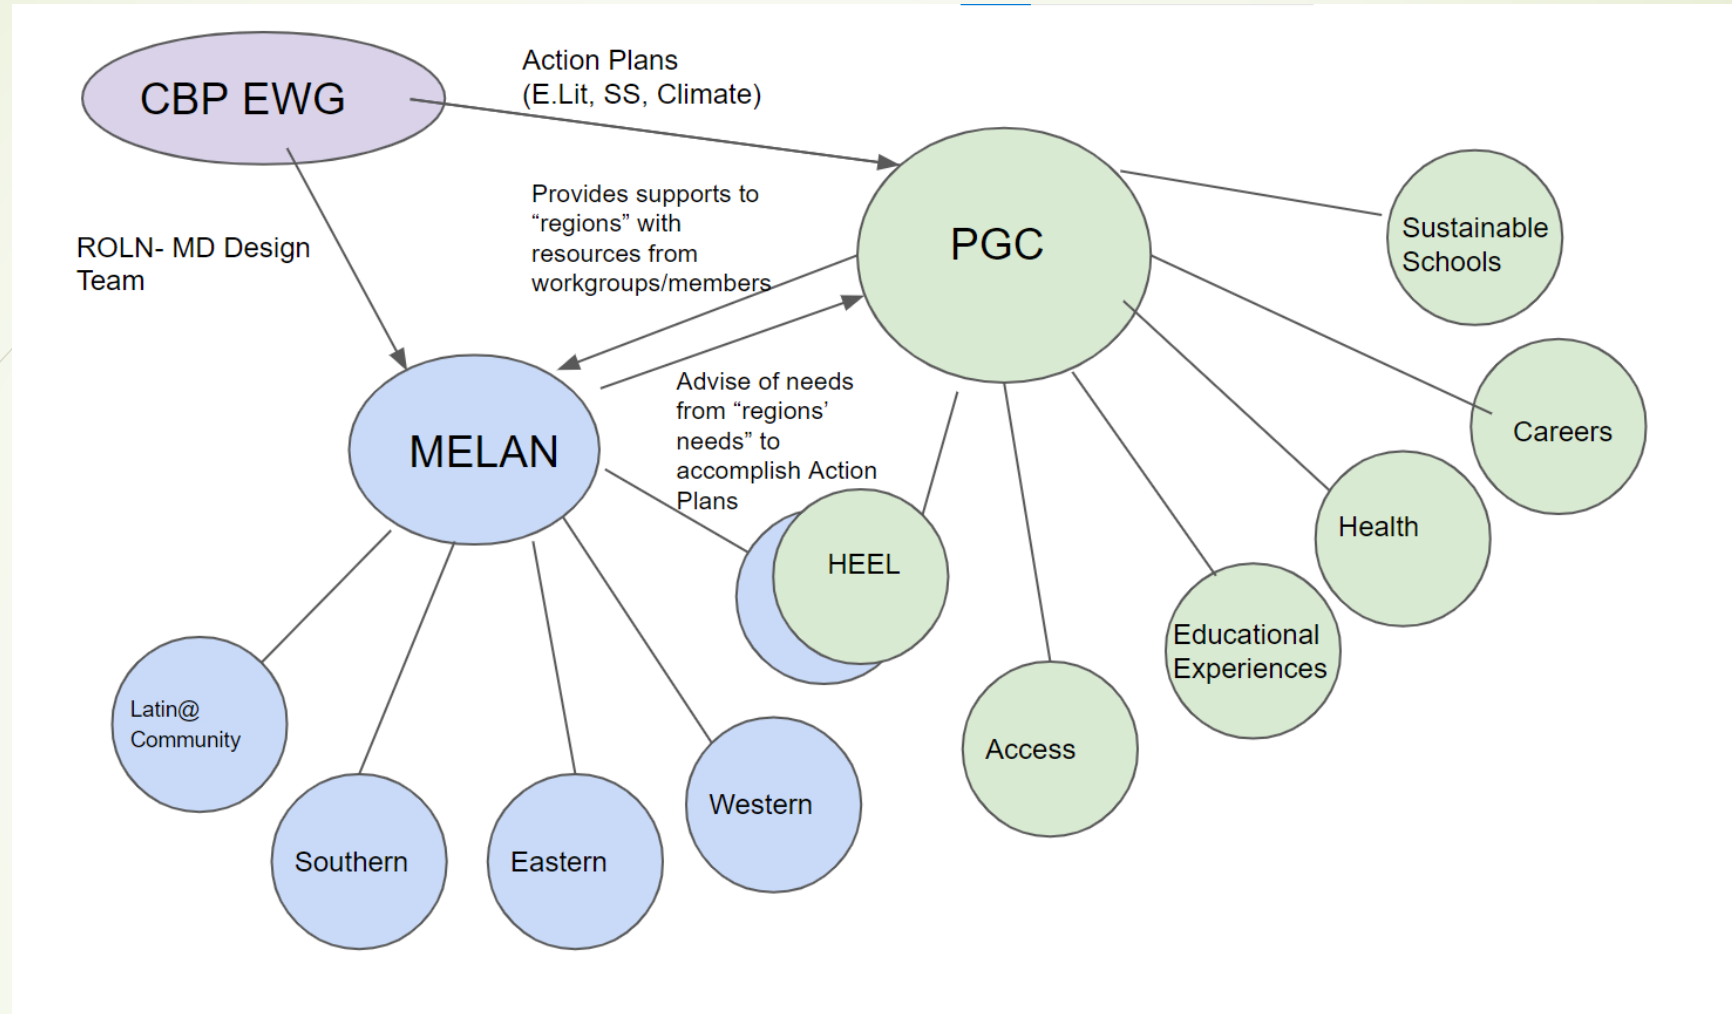 CBP EWG
Action Plans
(E.Lit, SS, Climate)
Provides supports to
“regions” with
resources from
workgroups/members
ROLN- MD Design
Team
PGC
Sustainable
Schools
MELAN
Advise of needs
from “regions’
needs” to
accomplish Action
Plans
Careers
Health
HEEL
Educational
Experiences
Latin@
Community
Access
Western
Southern
Eastern